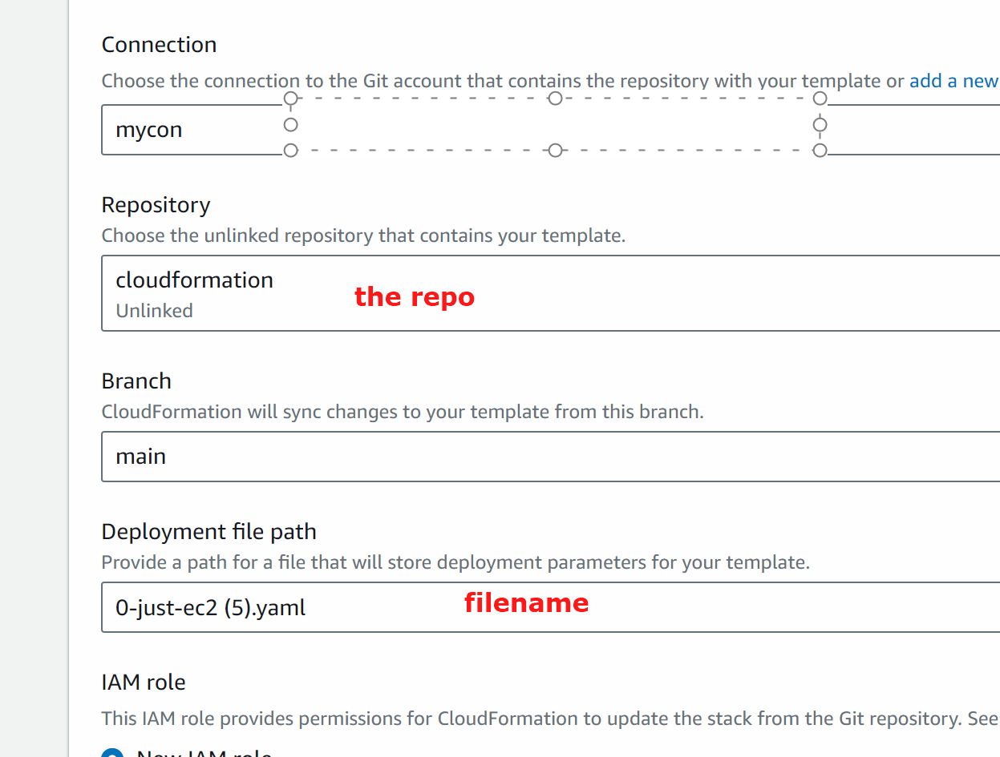 Connection
Choose the connection to the Git account that contains the repository with your template or add a new
mycon
Repository
Choose the unlinked repository that contains your template.
cloudformation
Unlinked
the repo
Branch
CloudFormation will sync changes to your template from this branch.
main
Deployment file path
Provide a path for a file that will store deployment parameters for your template.
0-just-ec2 (5).yaml
filename
IAM role
This IAM role provides permissions for CloudFormation to update the stack from the Git repository. See
New IAM role